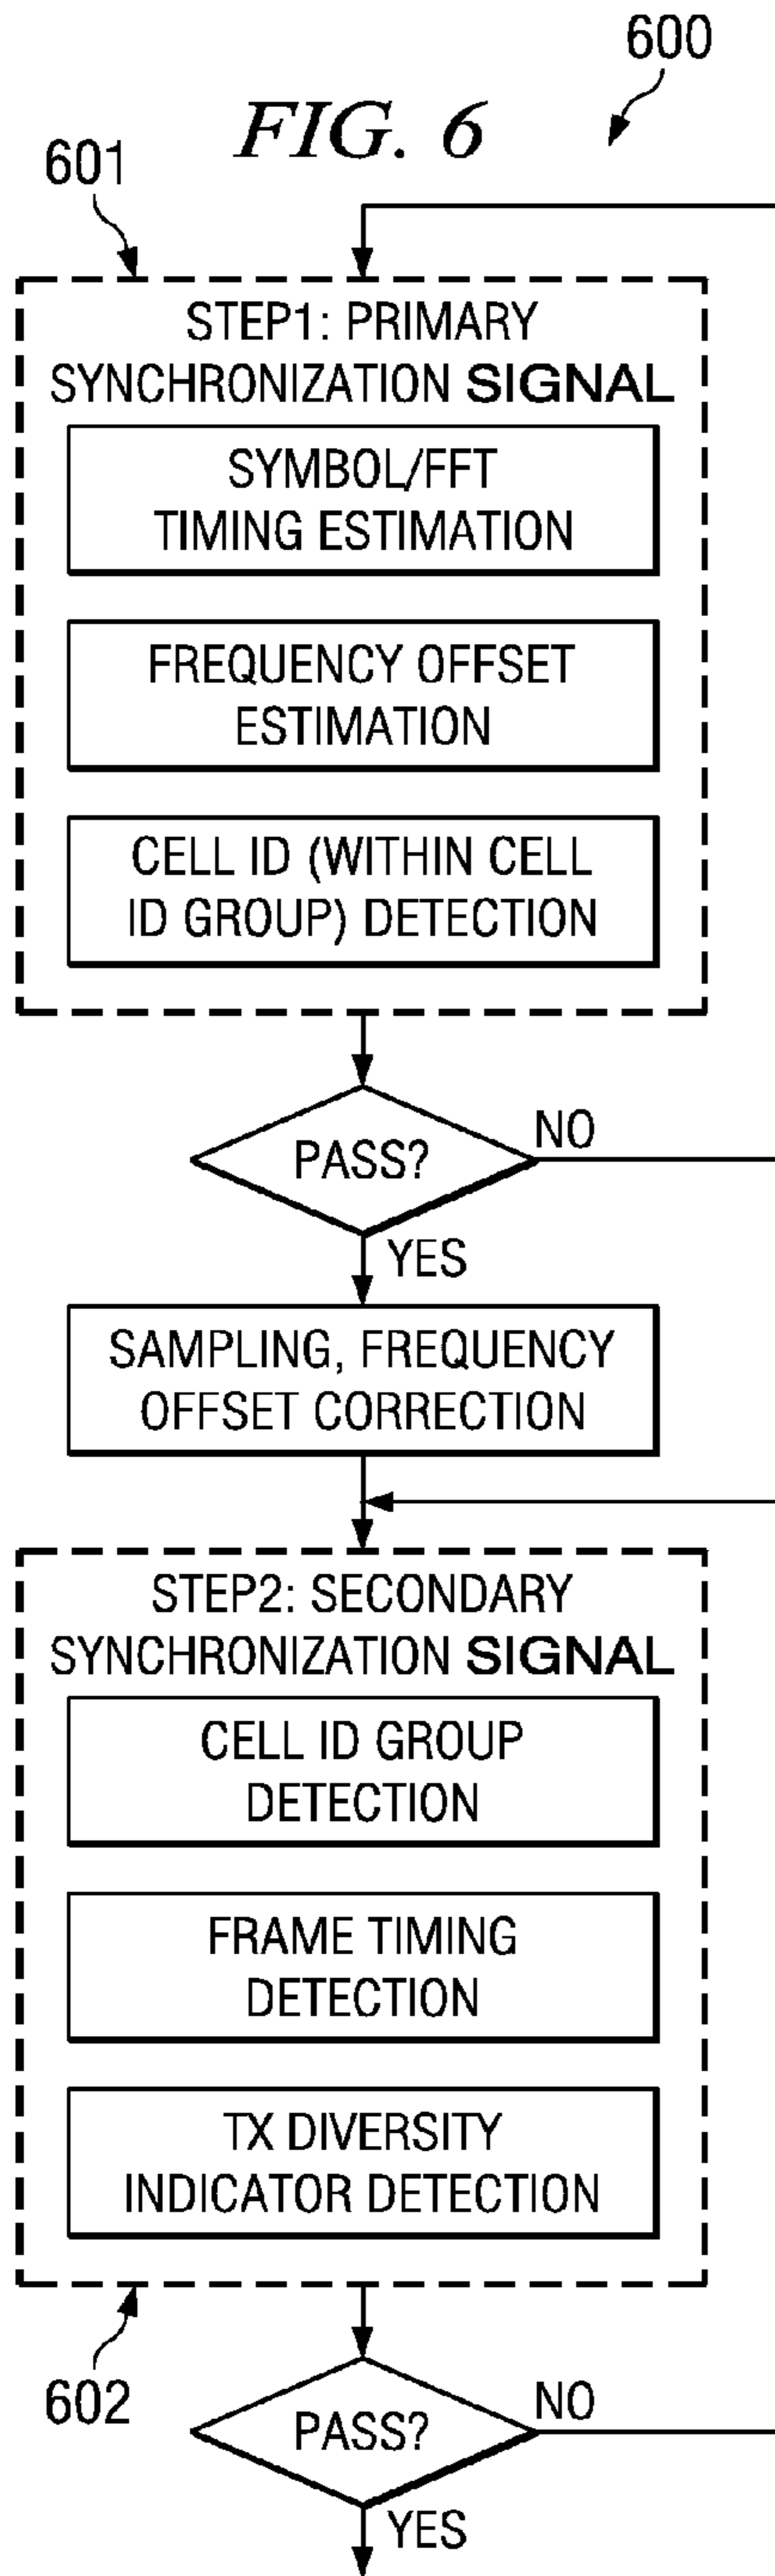 600
FIG. 6
601
STEP1: PRIMARY
SYNCHRONIZATION SIGNAL
SYMBOL/FFT
TIMING ESTIMATION
FREQUENCY OFFSET
ESTIMATION
CELL ID (WITHIN CELL
ID GROUP) DETECTION
PASS?
NO
YES
SAMPLING, FREQUENCY
OFFSET CORRECTION
STEP2: SECONDARY
SYNCHRONIZATION SIGNAL
CELL ID GROUP
DETECTION
FRAME TIMING
DETECTION
TX DIVERSITY
INDICATOR DETECTION
602
PASS?
NO
YES